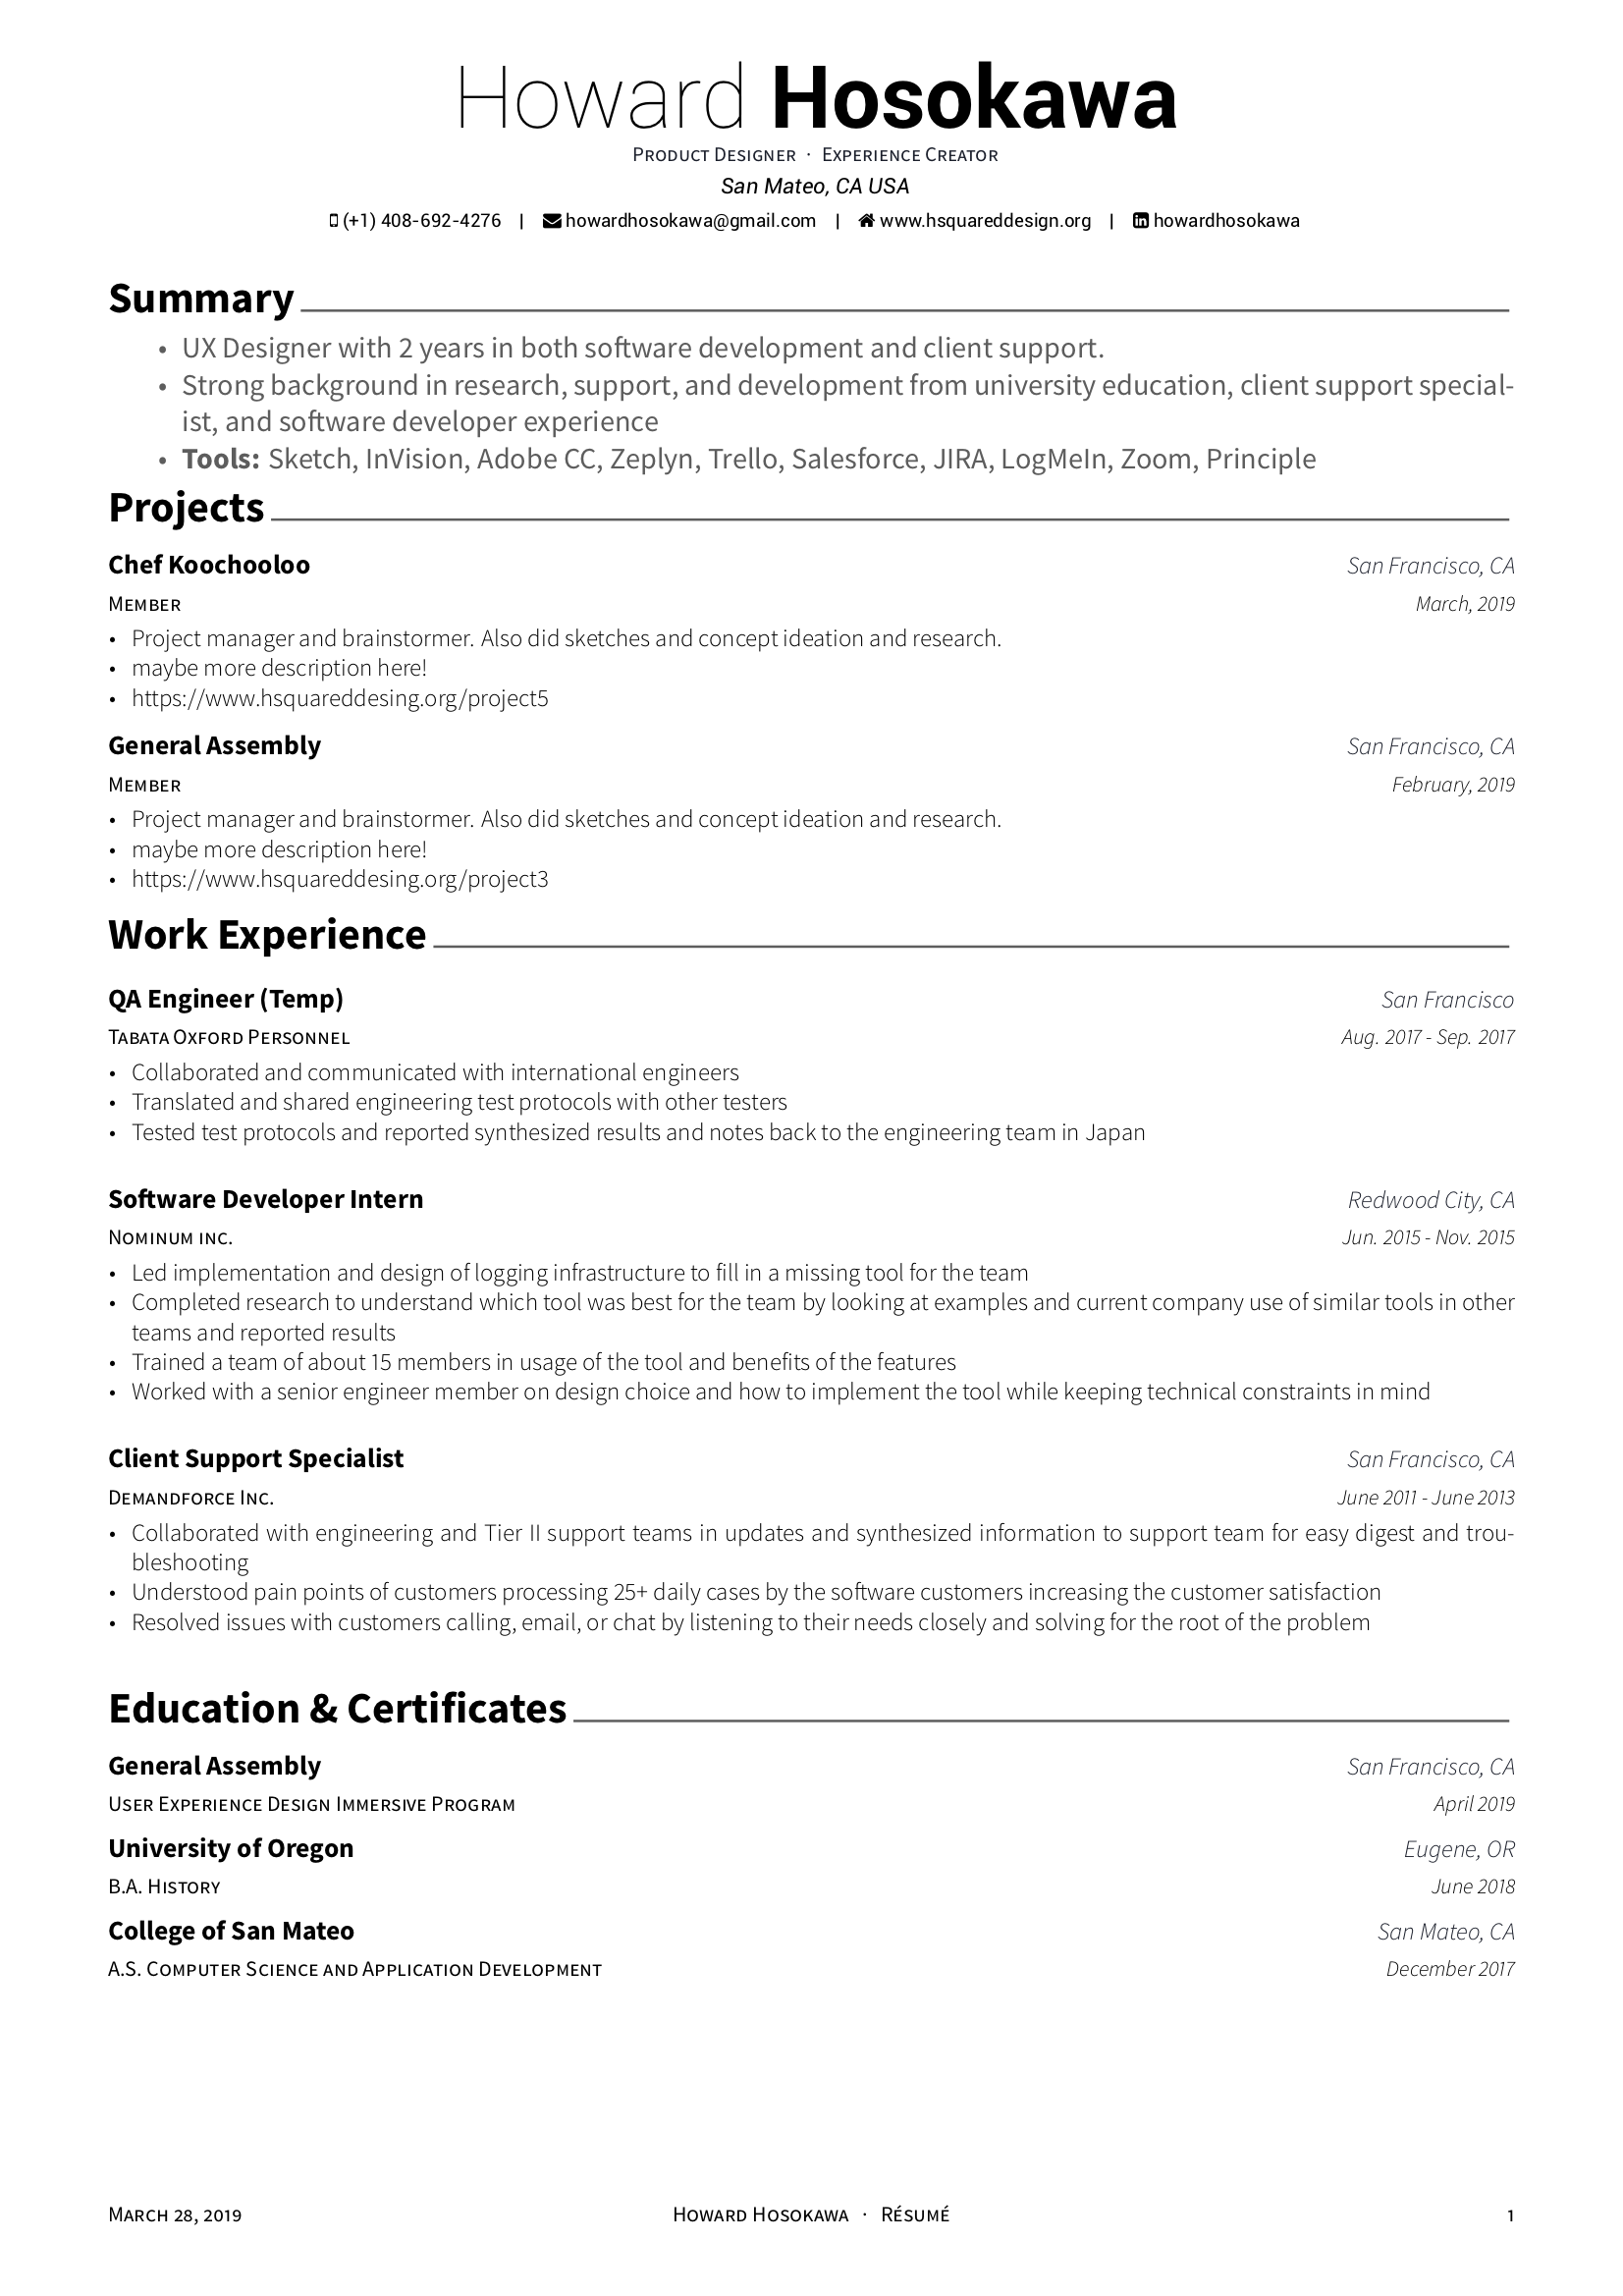 Howard Hosokawa
Product Designer · Experience Creator
San Mateo, CA USA
(+1) 408-692-4276 | howardhosokawa@gmail.com | www.hsquareddesign.org | howardhosokawa
Summary
• UX Designer with 2 years in both software development and client support.
• Strong background in research, support, and development from university education, client support special-
ist, and software developer experience
• Tools: Sketch, InVision, Adobe CC, Zeplyn, Trello, Salesforce, JIRA, LogMeIn, Zoom, Principle
Projects
Chef Koochooloo San Francisco, CA
Member March, 2019
• Project manager and brainstormer. Also did sketches and concept ideation and research.
• maybe more description here!
• https://www.hsquareddesing.org/project5
General Assembly San Francisco, CA
Member February, 2019
• Project manager and brainstormer. Also did sketches and concept ideation and research.
• maybe more description here!
• https://www.hsquareddesing.org/project3
Work Experience
QA Engineer (Temp) San Francisco
Tabata Oxford Personnel Aug. 2017 - Sep. 2017
• Collaborated and communicated with international engineers
• Translated and shared engineering test protocols with other testers
• Tested test protocols and reported synthesized results and notes back to the engineering team in Japan
Software Developer Intern Redwood City, CA
Nominum inc. Jun. 2015 - Nov. 2015
• Led implementation and design of logging infrastructure to fill in a missing tool for the team
• Completed research to understand which tool was best for the team by looking at examples and current company use of similar tools in other
teams and reported results
• Trained a team of about 15 members in usage of the tool and benefits of the features
• Worked with a senior engineer member on design choice and how to implement the tool while keeping technical constraints in mind
Client Support Specialist San Francisco, CA
Demandforce Inc. June 2011 - June 2013
• Collaborated with engineering and Tier II support teams in updates and synthesized information to support team for easy digest and trou-
bleshooting
• Understood pain points of customers processing 25+ daily cases by the software customers increasing the customer satisfaction
• Resolved issues with customers calling, email, or chat by listening to their needs closely and solving for the root of the problem
Education & Certificates
General Assembly San Francisco, CA
User Experience Design Immersive Program April 2019
University of Oregon Eugene, OR
B.A. History June 2018
College of San Mateo San Mateo, CA
A.S. Computer Science and Application Development December 2017
March 28, 2019 Howard Hosokawa · Résumé 1